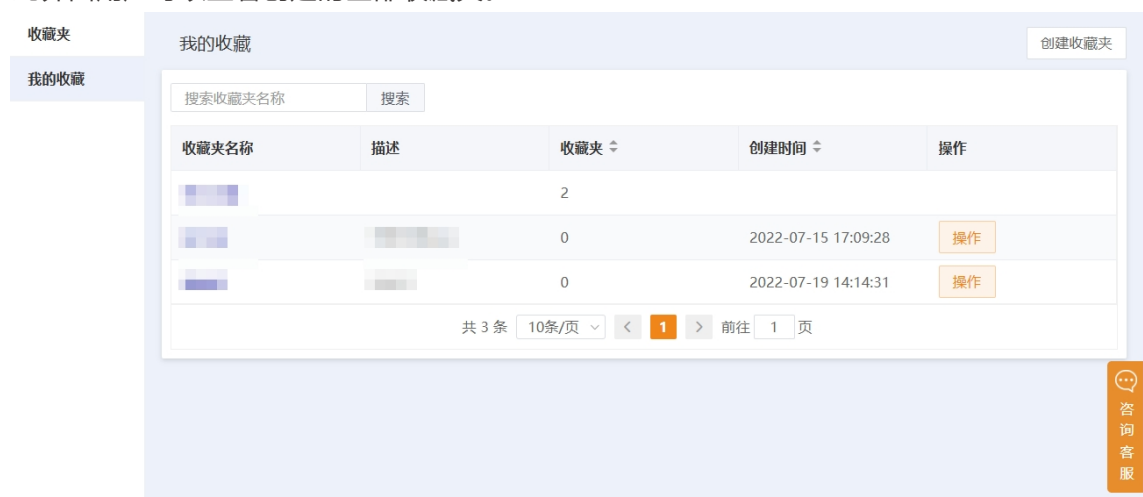 收藏夹
我的收藏
我的收藏
创建收藏夹
搜索收藏夹名称 搜索
收藏夹名称 描述 收藏夹 创建时间 操作
2
0 2022-07-15 17:09:28 操作
0 2022-07-19 14:14:31 操作
共 3 条 10条/页 < 1 > 前往 1 页
咨询客服